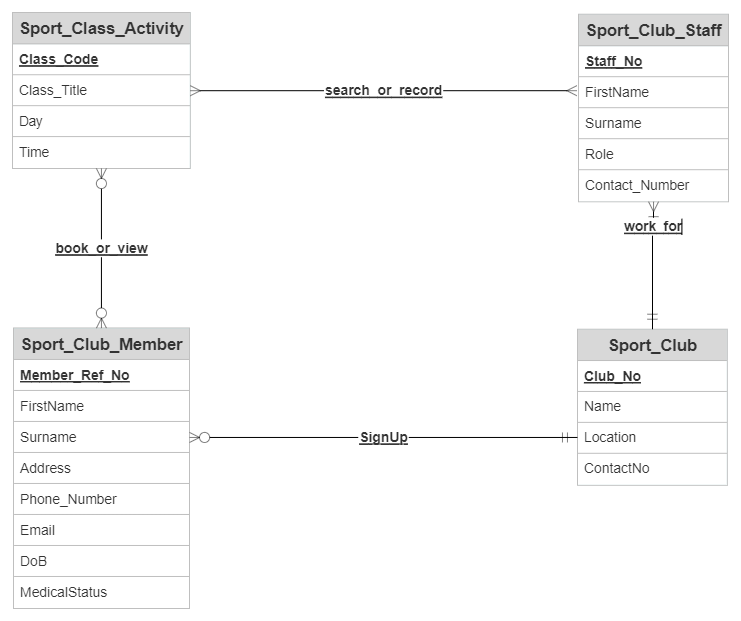 Sport_Class_Activity
Class_Code
Class_Title
Day
Time
search_or_record
Sport_Club_Staff
Staff_No
FirstName
Surname
Role
Contact_Number
book_or_view
work_for
Sport_Club_Member
Member_Ref_No
FirstName
Surname
Address
Phone_Number
Email
DoB
MedicalStatus
SignUp
Sport_Club
Club_No
Name
Location
ContactNo